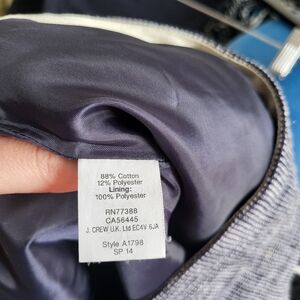 88% Cotton
12% Polyester
Lining:
100% Polyester
RN77388
CA56445
J. CREW U.K. Ltd EC4V 6JA
Style A1798
SP 14